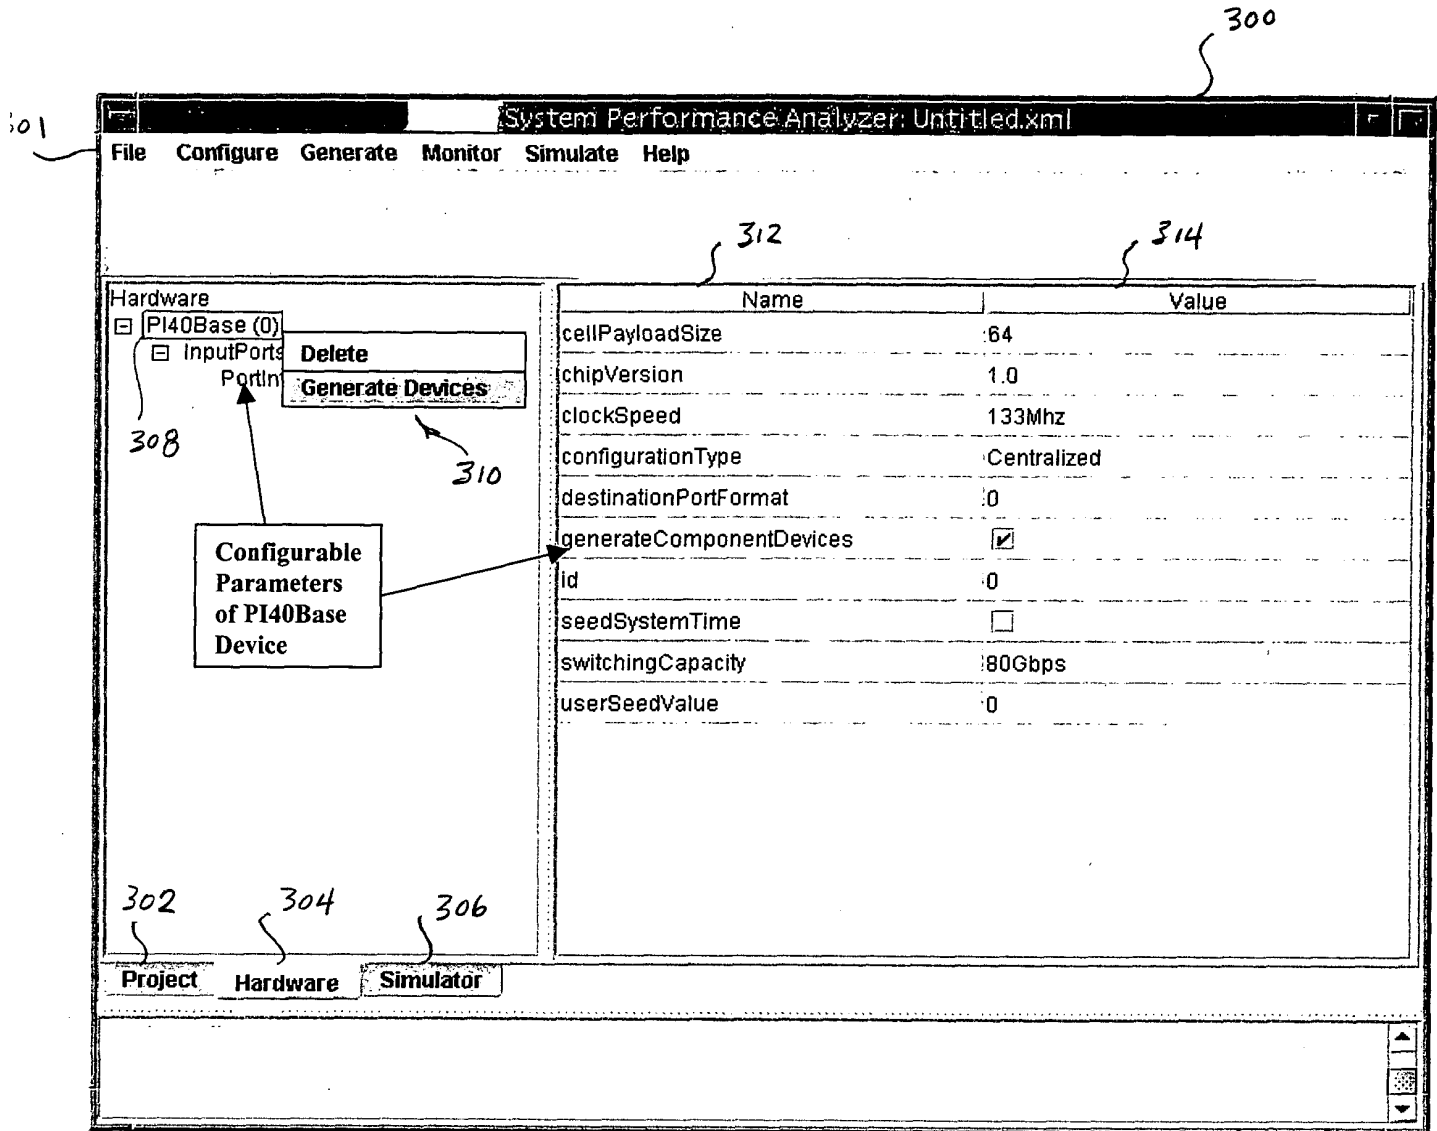 300
System Performance Analyzer: Untitled.xml
301
File Configure Generate Monitor Simulate Help
312
314
Hardware
PI40Base (0)
InputPorts
PortInf
Delete
Generate Devices
308
310
Configurable
Parameters
of PI40Base
Device
Name Value
cellPayloadSize 64
chipVersion 1.0
clockSpeed 133Mhz
configurationType Centralized
destinationPortFormat 0
generateComponentDevices
id 0
seedSystemTime
switchingCapacity 80Gbps
userSeedValue 0
302
304
306
Project Hardware Simulator